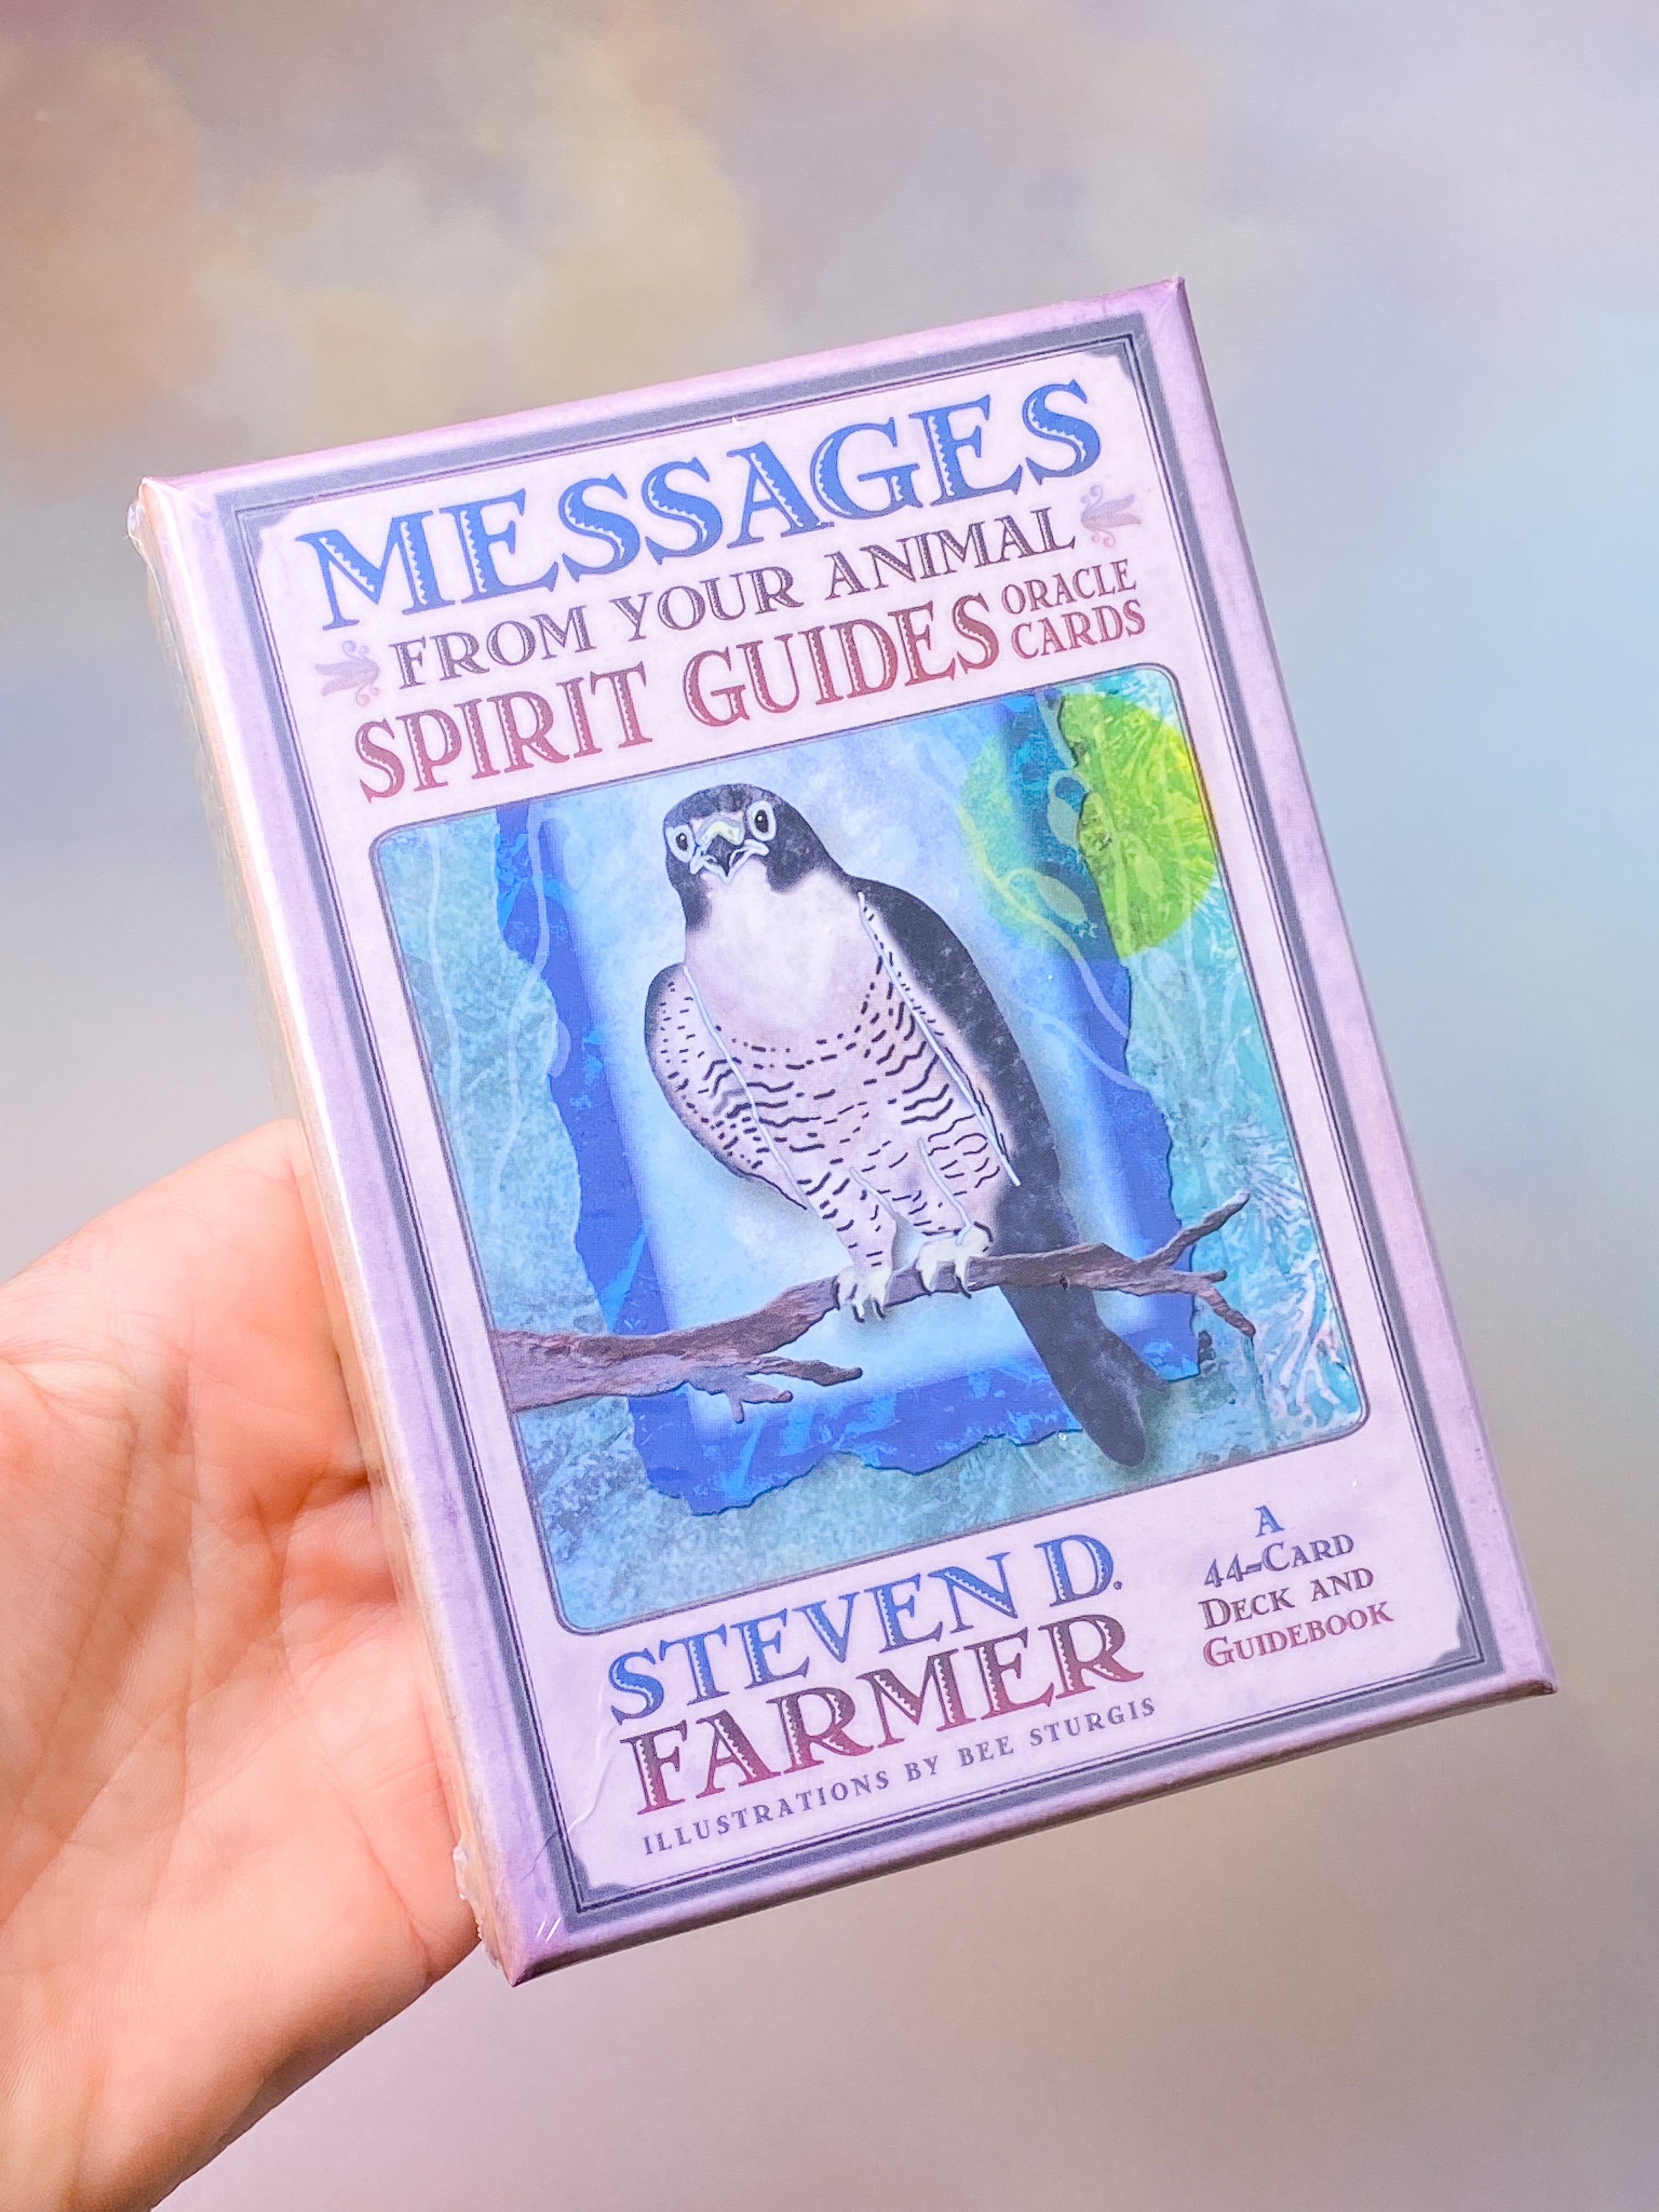 MESSAGES
FROM YOUR ANIMAL
SPIRIT GUIDES ORACLE
CARDS
STEVEN D.
FARMER
ILLUSTRATIONS BY BEE STURGIS
A
44-CARD
DECK AND
GUIDEBOOK